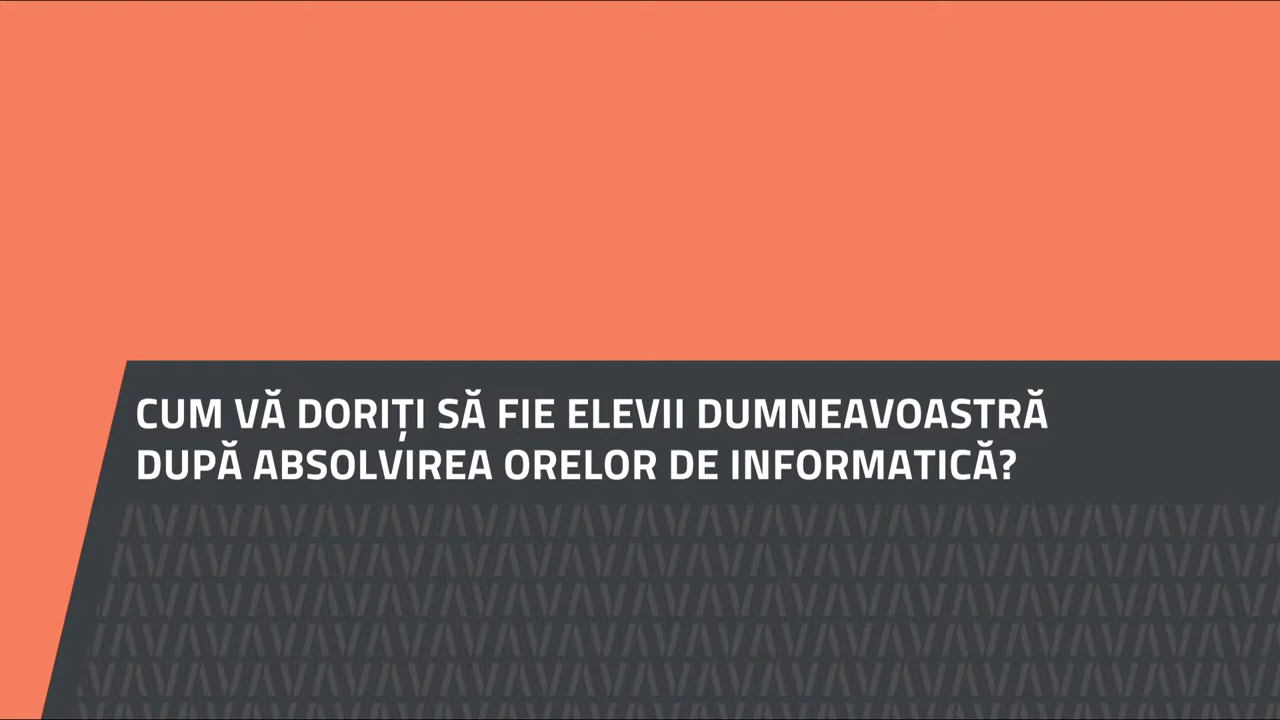 CUM VĂ DORIȚI SĂ FIE ELEVII DUMNEAVOASTRĂ
DUPĂ ABSOLVIREA ORELOR DE INFORMATICĂ?